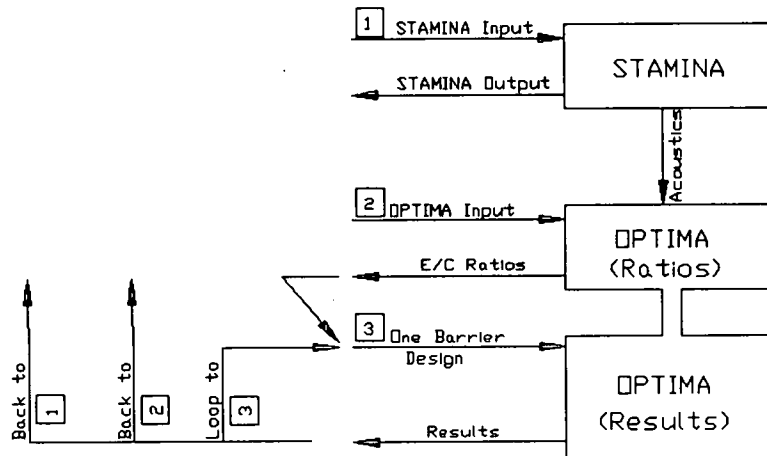 1 STAMINA Input
STAMINA
STAMINA Output
Acoustics
2 OPTIMA Input
OPTIMA
(Ratios)
E/C Ratios
3 One Barrier
Design
OPTIMA
(Results)
Results
Back to 1
Back to 2
Loop to 3